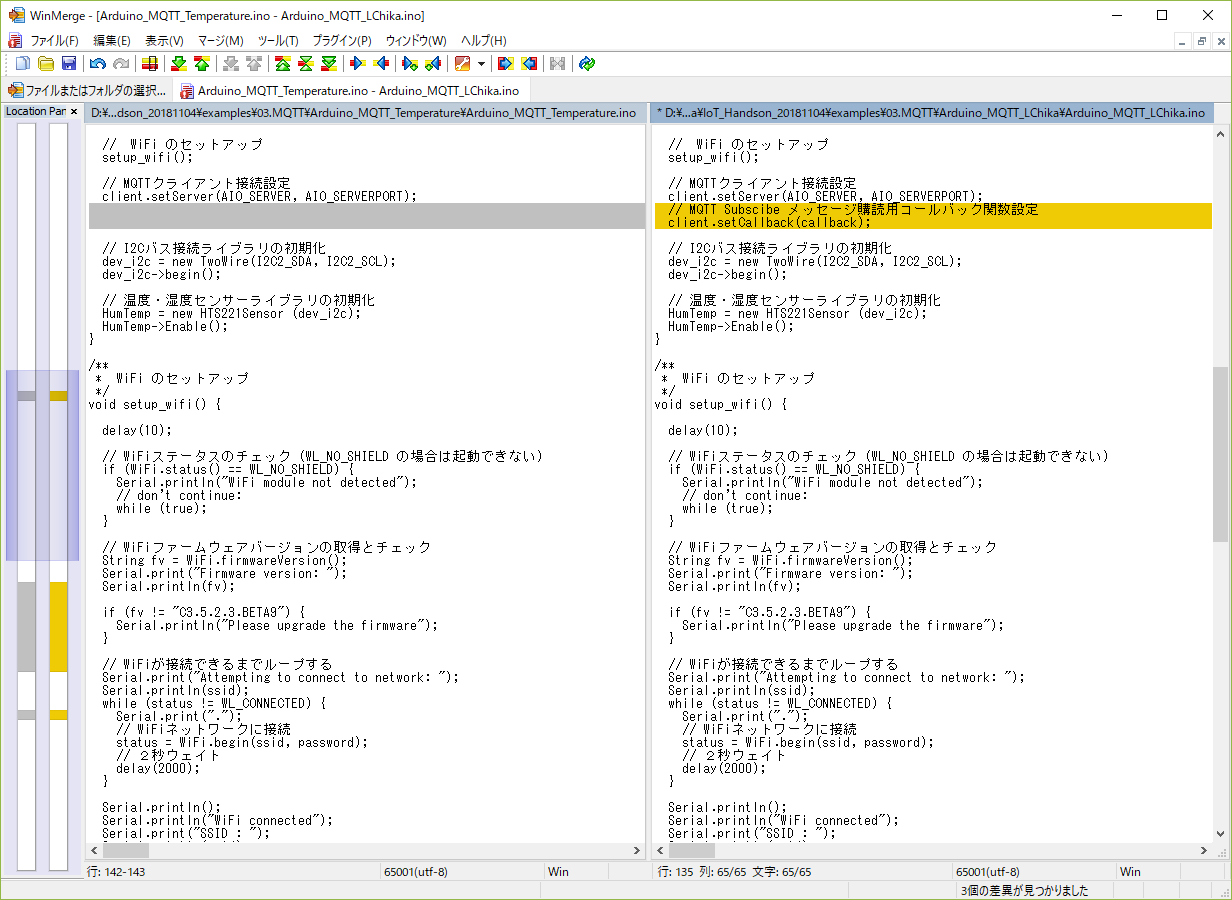 WinMerge - [Arduino_MQTT_Temperature.ino - Arduino_MQTT_LChika.ino]
ファイル(F) 編集(E) 表示(V) マージ(M) ツール(T) プラグイン(P) ウィンドウ(W) ヘルプ(H)
ファイルまたはフォルダの選択... Arduino_MQTT_Temperature.ino - Arduino_MQTT_LChika.ino
Location Pan
D:¥...dson_20181104¥examples¥03.MQTT¥Arduino_MQTT_Temperature¥Arduino_MQTT_Temperature.ino
// WiFi のセットアップ
setup_wifi();
// MQTTクライアント接続設定
client.setServer(AIO_SERVER, AIO_SERVERPORT);
// I2Cバス接続ライブラリの初期化
dev_i2c = new TwoWire(I2C2_SDA, I2C2_SCL);
dev_i2c->begin();
// 温度・湿度センサーライブラリの初期化
HumTemp = new HTS221Sensor (dev_i2c);
HumTemp->Enable();
}
/**
* WiFi のセットアップ
*/
void setup_wifi() {
delay(10);
// WiFiステータスのチェック (WL_NO_SHIELD の場合は起動できない)
if (WiFi.status() == WL_NO_SHIELD) {
Serial.println("WiFi module not detected");
// don't continue:
while (true);
}
// WiFiファームウェアバージョンの取得とチェック
String fv = WiFi.firmwareVersion();
Serial.print("Firmware version: ");
Serial.println(fv);
if (fv != "C3.5.2.3.BETA9") {
Serial.println("Please upgrade the firmware");
}
// WiFiが接続できるまでループする
Serial.print("Attempting to connect to network: ");
Serial.println(ssid);
while (status != WL_CONNECTED) {
Serial.print(".");
// WiFiネットワークに接続
status = WiFi.begin(ssid, password);
// ２秒ウェイト
delay(2000);
}
Serial.println();
Serial.println("WiFi connected");
Serial.print("SSID : ");
行: 142-143 65001(utf-8) Win
* D:¥...a¥IoT_Handson_20181104¥examples¥03.MQTT¥Arduino_MQTT_LChika¥Arduino_MQTT_LChika.ino
// WiFi のセットアップ
setup_wifi();
// MQTTクライアント接続設定
client.setServer(AIO_SERVER, AIO_SERVERPORT);
// MQTT Subscibe メッセージ購読用コールバック関数設定
client.setCallback(callback);
// I2Cバス接続ライブラリの初期化
dev_i2c = new TwoWire(I2C2_SDA, I2C2_SCL);
dev_i2c->begin();
// 温度・湿度センサーライブラリの初期化
HumTemp = new HTS221Sensor (dev_i2c);
HumTemp->Enable();
}
/**
* WiFi のセットアップ
*/
void setup_wifi() {
delay(10);
// WiFiステータスのチェック (WL_NO_SHIELD の場合は起動できない)
if (WiFi.status() == WL_NO_SHIELD) {
Serial.println("WiFi module not detected");
// don't continue:
while (true);
}
// WiFiファームウェアバージョンの取得とチェック
String fv = WiFi.firmwareVersion();
Serial.print("Firmware version: ");
Serial.println(fv);
if (fv != "C3.5.2.3.BETA9") {
Serial.println("Please upgrade the firmware");
}
// WiFiが接続できるまでループする
Serial.print("Attempting to connect to network: ");
Serial.println(ssid);
while (status != WL_CONNECTED) {
Serial.print(".");
// WiFiネットワークに接続
status = WiFi.begin(ssid, password);
// ２秒ウェイト
delay(2000);
}
Serial.println();
Serial.println("WiFi connected");
Serial.print("SSID : ");
行: 135 列: 65/65 文字: 65/65 65001(utf-8) Win
3個の差異が見つかりました